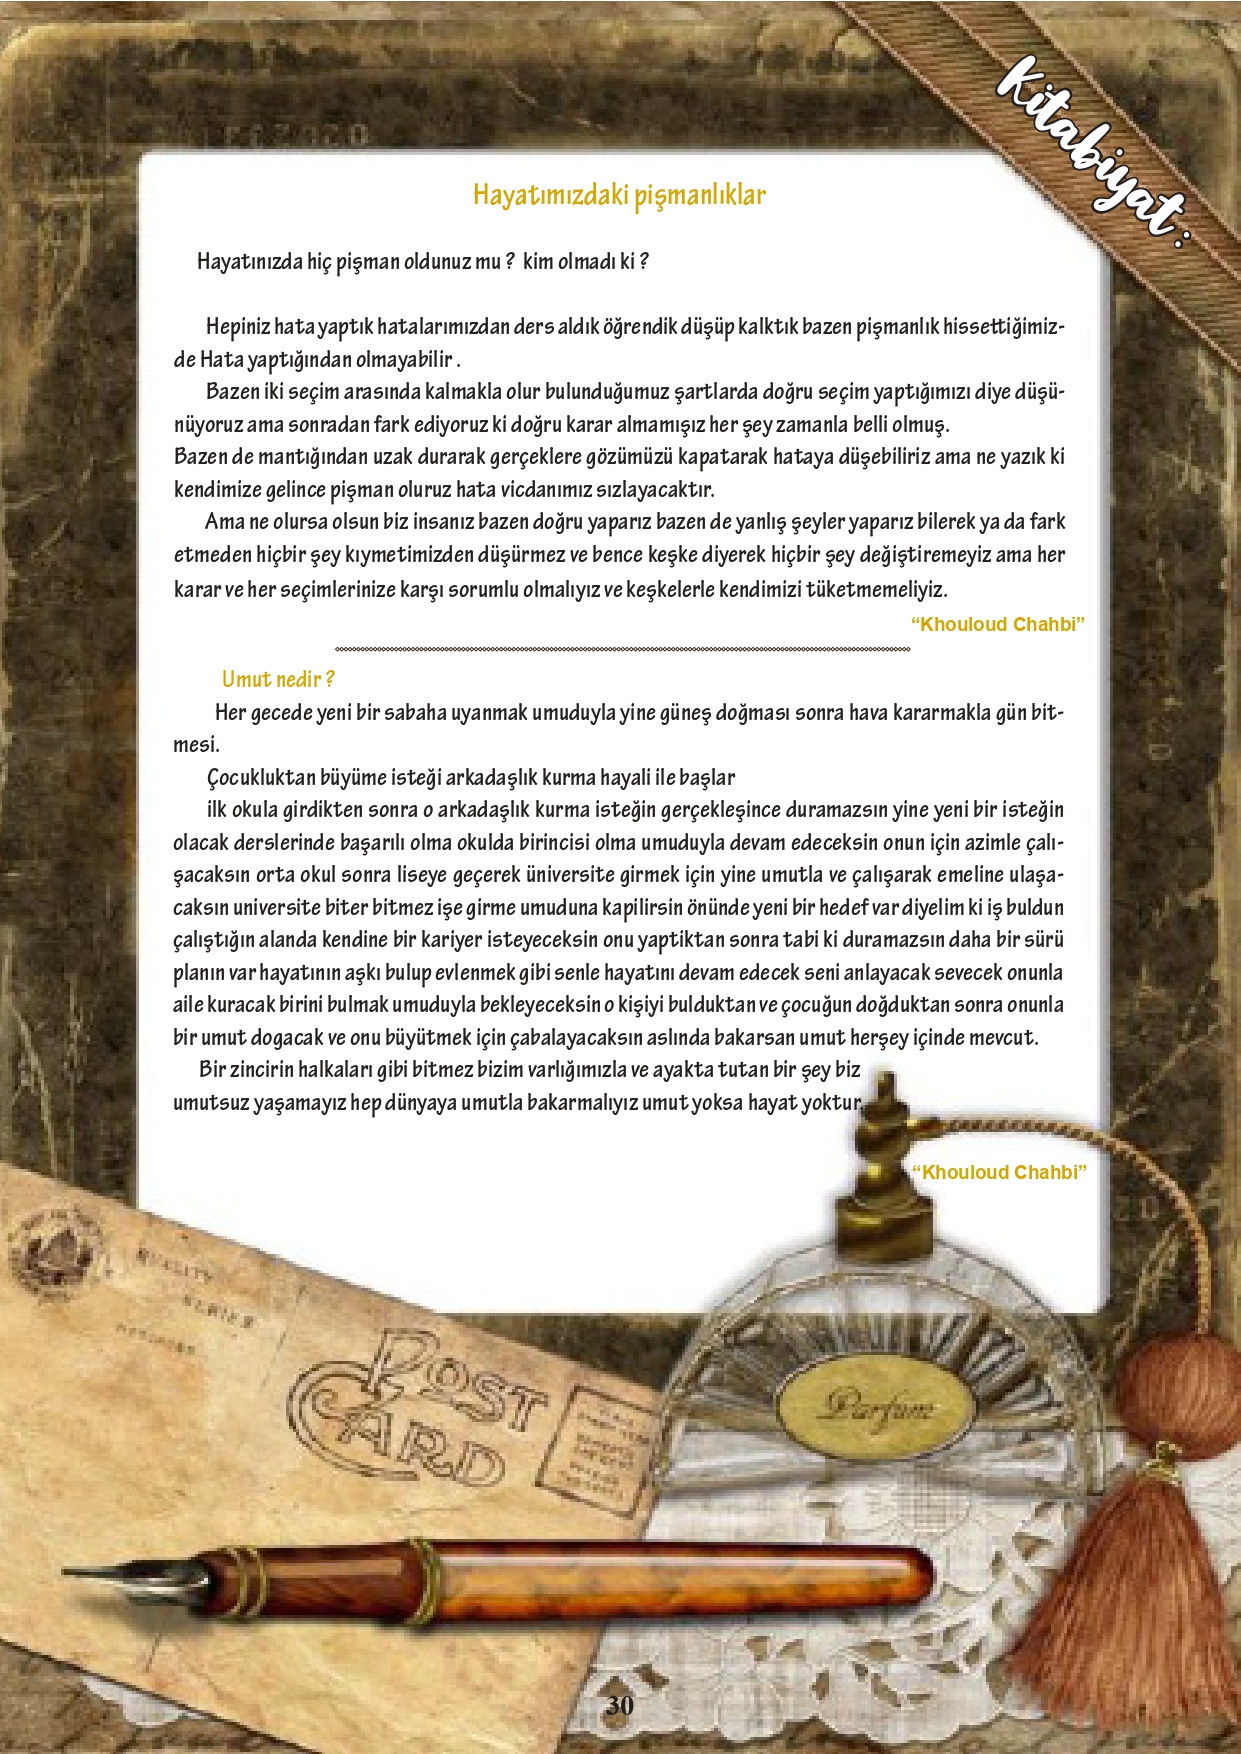 Kitabiyat:
Hayatımızdaki pişmanlıklar
Hayatınızda hiç pişman oldunuz mu ? kim olmadı ki ?
Hepiniz hata yaptık hatalarımızdan ders aldık öğrendik düşüp kalktık bazen pişmanlık hissettiğimiz-
de Hata yaptığından olmayabilir .
Bazen iki seçim arasında kalmakla olur bulunduğumuz şartlarda doğru seçim yaptığımızı diye düşü-
nüyoruz ama sonradan fark ediyoruz ki doğru karar almamışız her şey zamanla belli olmuş.
Bazen de mantığından uzak durarak gerçeklere gözümüzü kapatarak hataya düşebiliriz ama ne yazık ki
kendimize gelince pişman oluruz hata vicdanımız sızlayacaktır.
Ama ne olursa olsun biz insanız bazen doğru yaparız bazen de yanlış şeyler yaparız bilerek ya da fark
etmeden hiçbir şey kıymetimizden düşürmez ve bence keşke diyerek hiçbir şey değiştiremeyiz ama her
karar ve her seçimlerinize karşı sorumlu olmalıyız ve keşkelerle kendimizi tüketmemeliyiz.
“Khouloud Chahbi”
Umut nedir ?
Her gecede yeni bir sabaha uyanmak umuduyla yine güneş doğması sonra hava kararmakla gün bit-
mesi.
Çocukluktan büyüme isteği arkadaşlık kurma hayali ile başlar
ilk okula girdikten sonra o arkadaşlık kurma isteğin gerçekleşince duramazsın yine yeni bir isteğin
olacak derslerinde başarılı olma okulda birincisi olma umuduyla devam edeceksin onun için azimle çalı-
şacaksın orta okul sonra liseye geçerek üniversite girmek için yine umutla ve çalışarak emeline ulaşa-
caksın universite biter bitmez işe girme umuduna kapilirsin önünde yeni bir hedef var diyelim ki iş buldun
çalıştığın alanda kendine bir kariyer isteyeceksin onu yaptiktan sonra tabi ki duramazsın daha bir sürü
planın var hayatının aşkı bulup evlenmek gibi senle hayatını devam edecek seni anlayacak sevecek onunla
aile kuracak birini bulmak umuduyla bekleyeceksin o kişiyi bulduktan ve çocuğun doğduktan sonra onunla
bir umut dogacak ve onu büyütmek için çabalayacaksın aslında bakarsan umut herşey içinde mevcut.
Bir zincirin halkaları gibi bitmez bizim varlığımızla ve ayakta tutan bir şey biz
umutsuz yaşamayız hep dünyaya umutla bakarmalıyız umut yoksa hayat yoktur.
“Khouloud Chahbi”
QUALITY
SERIES
POST
CARD
Parfum
30